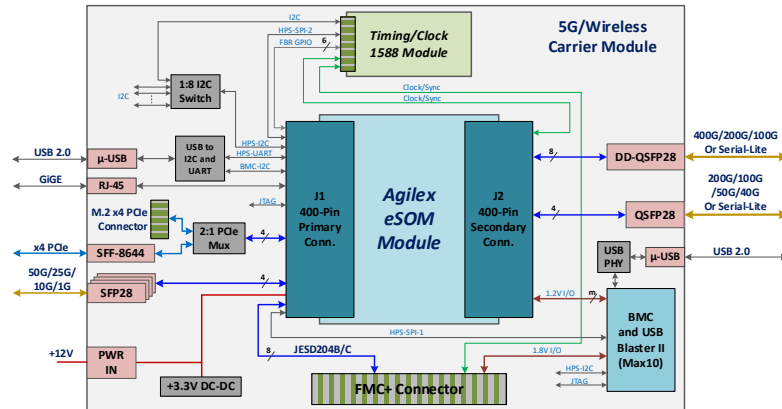 5G/Wireless
Carrier Module
I2C
HPS-SPI-2
FBR GPIO
6
Timing/Clock
1588 Module
Clock/Sync
Clock/Sync
1:8 I2C
Switch
I2C
HPS-I2C
HPS-UART
BMC-I2C
USB to
I2C and
UART
USB 2.0
µ-USB
GiGE
RJ-45
JTAG
M.2 x4 PCIe
Connector
2:1 PCIe
Mux
4
x4 PCIe
SFF-8644
50G/25G/
10G/1G
SFP28
4
J1
400-Pin
Primary
Conn.
Agilex
eSOM
Module
J2
400-Pin
Secondary
Conn.
8
DD-QSFP28
400G/200G/100G
Or Serial-Lite
4
QSFP28
200G/100G
/50G/40G
Or Serial-Lite
USB
PHY
µ-USB
USB 2.0
1.2V I/O
m
BMC
and USB
Blaster II
(Max10)
HPS-SPI-1
1.8V I/O
HPS-I2C
JTAG
8
JESD204B/C
+12V
PWR
IN
+3.3V DC-DC
FMC+ Connector